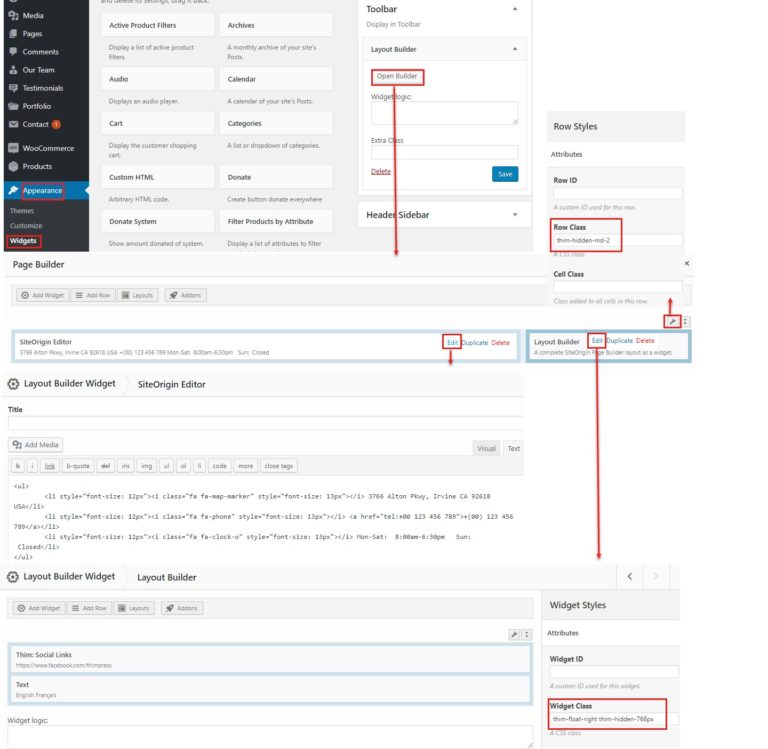 and delete its settings, drag it back.
Media
Pages
Comments
Our Team
Testimonials
Portfolio
Contact 1
WooCommerce
Products
Appearance
Themes
Customize
Widgets
Active Product Filters
Display a list of active product
filters.
Archives
A monthly archive of your site's
Posts.
Audio
Displays an audio player.
Calendar
A calendar of your site's Posts.
Cart
Display the customer shopping
cart.
Categories
A list or dropdown of categories.
Custom HTML
Arbitrary HTML code.
Donate
Create button donate everywhere
Donate System
Show amount donated of system.
Filter Products by Attribute
Display a list of attributes to filter
Toolbar
Display in Toolbar
Layout Builder
Open Builder
Widget logic:
Extra Class
Delete
Save
Header Sidebar
Row Styles
Attributes
Row ID
A custom ID used for this row.
Row Class
thim-hidden-md-2
A CSS class
Cell Class
Class added to all cells in this row.
Page Builder
Add Widget
Add Row
Layouts
Addons
SiteOrigin Editor
Edit Duplicate Delete
3766 Alton Pkwy, Irvine CA 92618 USA +(00) 123 456 789 Mon-Sat: 8:00am-6:30pm Sun: Closed
Layout Builder
Edit Duplicate Delete
A complete SiteOrigin Page Builder layout as a widget.
Layout Builder Widget
SiteOrigin Editor
Title
Add Media
Visual
Text
b i link b-quote del ins img ul ol li code more close tags
<ul>
<li style="font-size: 12px"><i class="fa fa-map-marker" style="font-size: 13px"></i> 3766 Alton Pkwy, Irvine CA 92618
USA</li>
<li style="font-size: 12px"><i class="fa fa-phone" style="font-size: 13px"></i> <a href="tel:+00 123 456 789">+(00) 123 456
789</a></li>
<li style="font-size: 12px"><i class="fa fa-clock-o" style="font-size: 13px"></i> Mon-Sat: 8:00am-6:30pm Sun:
Closed</li>
</ul>
Layout Builder Widget
Layout Builder
Add Widget
Add Row
Layouts
Addons
Thim: Social Links
https://www.facebook.com/thimpress
Text
English Français
Widget logic:
Widget Styles
Attributes
Widget ID
A custom ID used for this widget.
Widget Class
thim-float-right thim-hidden-768px
A CSS class